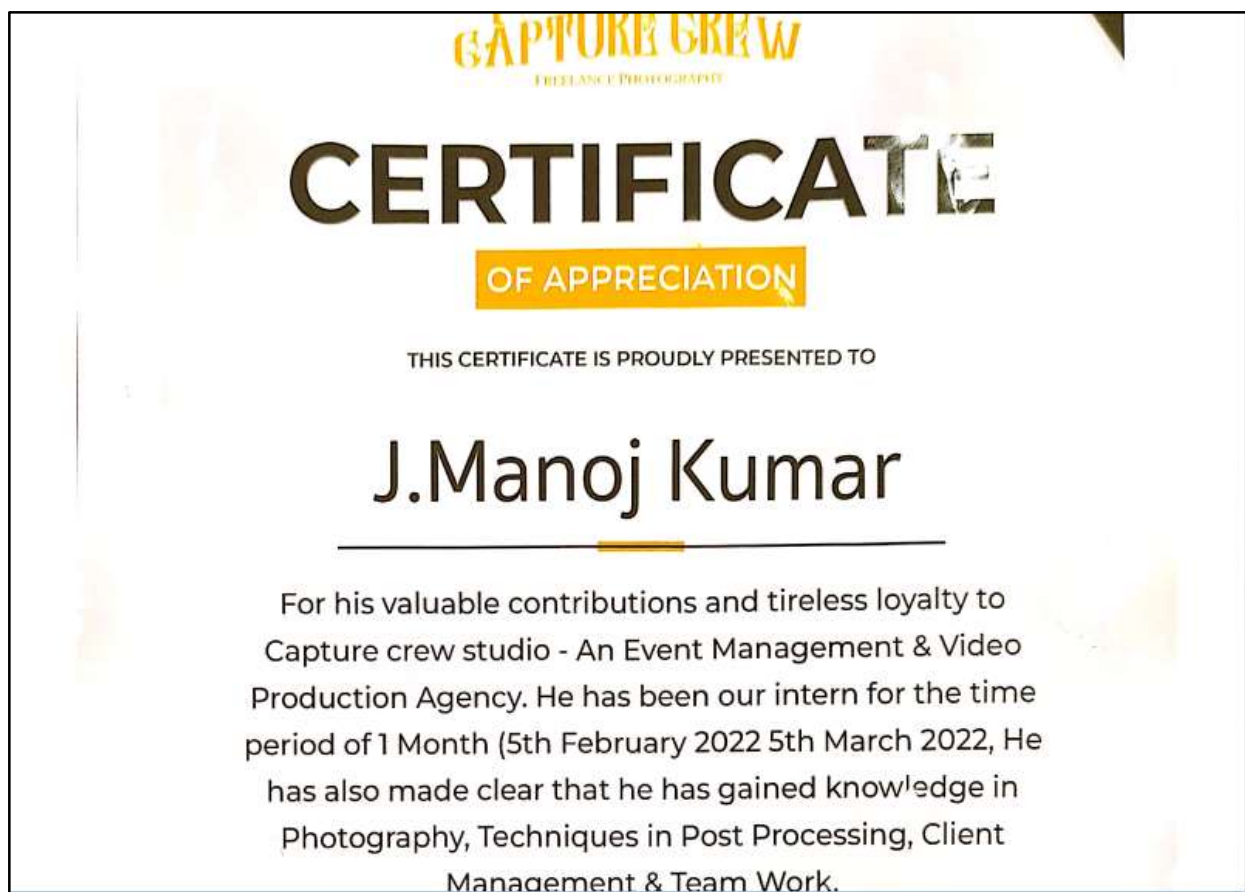 CAPTURE CREW
FREELANCE PHOTOGRAPHY
CERTIFICATE
OF APPRECIATION
THIS CERTIFICATE IS PROUDLY PRESENTED TO
J.Manoj Kumar
For his valuable contributions and tireless loyalty to
Capture crew studio - An Event Management & Video
Production Agency. He has been our intern for the time
period of 1 Month (5th February 2022 5th March 2022, He
has also made clear that he has gained knowledge in
Photography, Techniques in Post Processing, Client
Management & Team Work.